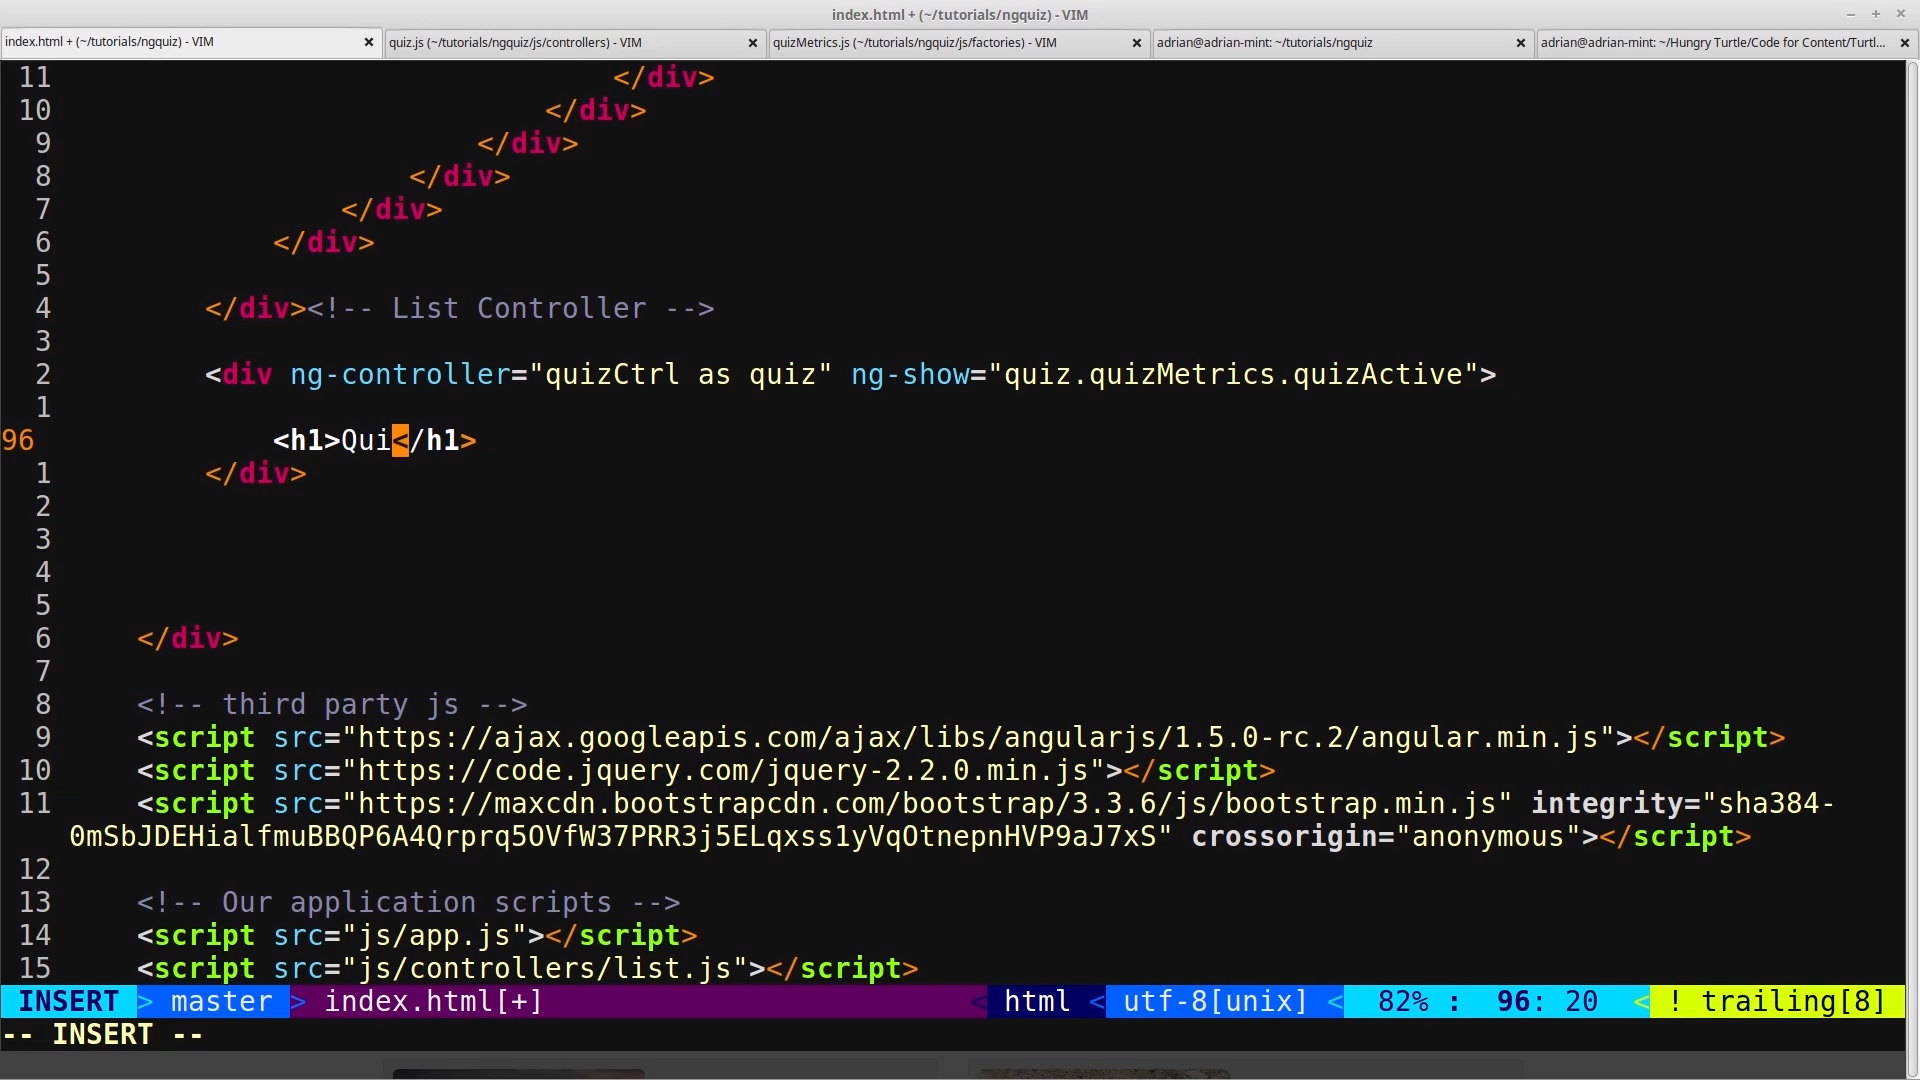 index.html + (~/tutorials/ngquiz) - VIM
index.html + (~/tutorials/ngquiz) - VIM
quiz.js (~/tutorials/ngquiz/js/controllers) - VIM
quizMetrics.js (~/tutorials/ngquiz/js/factories) - VIM
adrian@adrian-mint: ~/tutorials/ngquiz
adrian@adrian-mint: ~/Hungry Turtle/Code for Content/Turtl...
11 </div>
10 </div>
9 </div>
8 </div>
7 </div>
6 </div>
5
4 </div><!-- List Controller -->
3
2 <div ng-controller="quizCtrl as quiz" ng-show="quiz.quizMetrics.quizActive">
1
96 <h1>Qui</h1>
1 </div>
2
3
4
5
6 </div>
7
8 <!-- third party js -->
9 <script src="https://ajax.googleapis.com/ajax/libs/angularjs/1.5.0-rc.2/angular.min.js"></script>
10 <script src="https://code.jquery.com/jquery-2.2.0.min.js"></script>
11 <script src="https://maxcdn.bootstrapcdn.com/bootstrap/3.3.6/js/bootstrap.min.js" integrity="sha384-
0mSbJDEHialfmuBBQP6A4Qrprq5OVfW37PRR3j5ELqxss1yVqOtnepnHVP9aJ7xS" crossorigin="anonymous"></script>
12
13 <!-- Our application scripts -->
14 <script src="js/app.js"></script>
15 <script src="js/controllers/list.js"></script>
INSERT > master > index.html[+] < html < utf-8[unix] < 82% : 96: 20 < ! trailing[8]
-- INSERT --